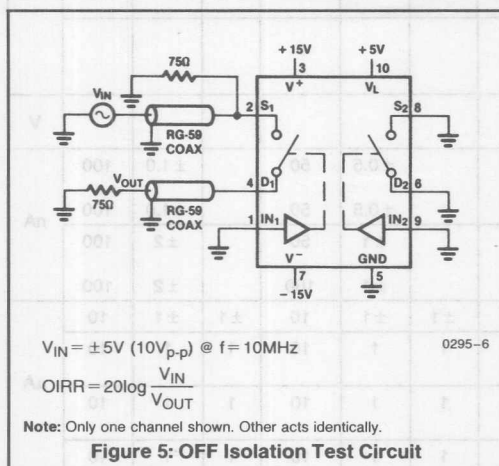 +15V
+5V
75Ω
3
10
V+
VL
VIN
2
S1
S2
8
RG-59
COAX
VOUT
4
D1
D2
6
75Ω
RG-59
COAX
1
IN1
IN2
9
V−
GND
7
5
−15V
VIN = ±5V (10Vp-p) @ f = 10MHz
0295–6
OIRR = 20log VIN
VOUT
Note: Only one channel shown. Other acts identically.
Figure 5: OFF Isolation Test Circuit